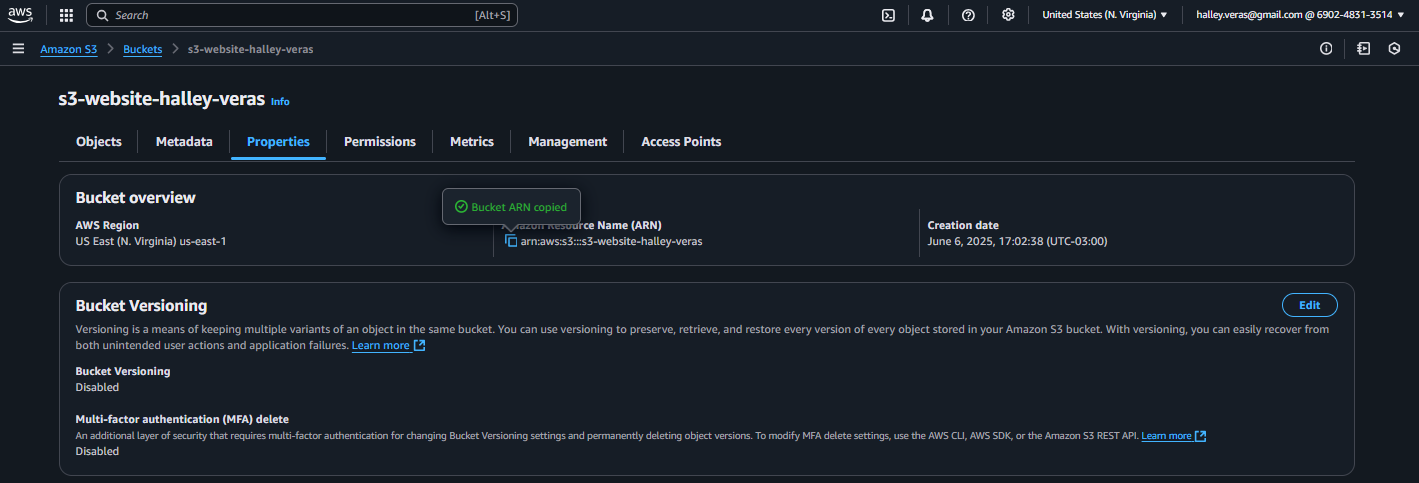 aws
Search [Alt+S]
United States (N. Virginia) ▼ halley.veras@gmail.com @ 6902-4831-3514 ▼
Amazon S3 > Buckets > s3-website-halley-veras
s3-website-halley-veras Info
Objects Metadata Properties Permissions Metrics Management Access Points
Bucket overview
Bucket ARN copied
AWS Region
US East (N. Virginia) us-east-1
Resource Name (ARN)
arn:aws:s3:::s3-website-halley-veras
Creation date
June 6, 2025, 17:02:38 (UTC-03:00)
Bucket Versioning
Edit
Versioning is a means of keeping multiple variants of an object in the same bucket. You can use versioning to preserve, retrieve, and restore every version of every object stored in your Amazon S3 bucket. With versioning, you can easily recover from
both unintended user actions and application failures. Learn more
Bucket Versioning
Disabled
Multi-factor authentication (MFA) delete
An additional layer of security that requires multi-factor authentication for changing Bucket Versioning settings and permanently deleting object versions. To modify MFA delete settings, use the AWS CLI, AWS SDK, or the Amazon S3 REST API. Learn more
Disabled